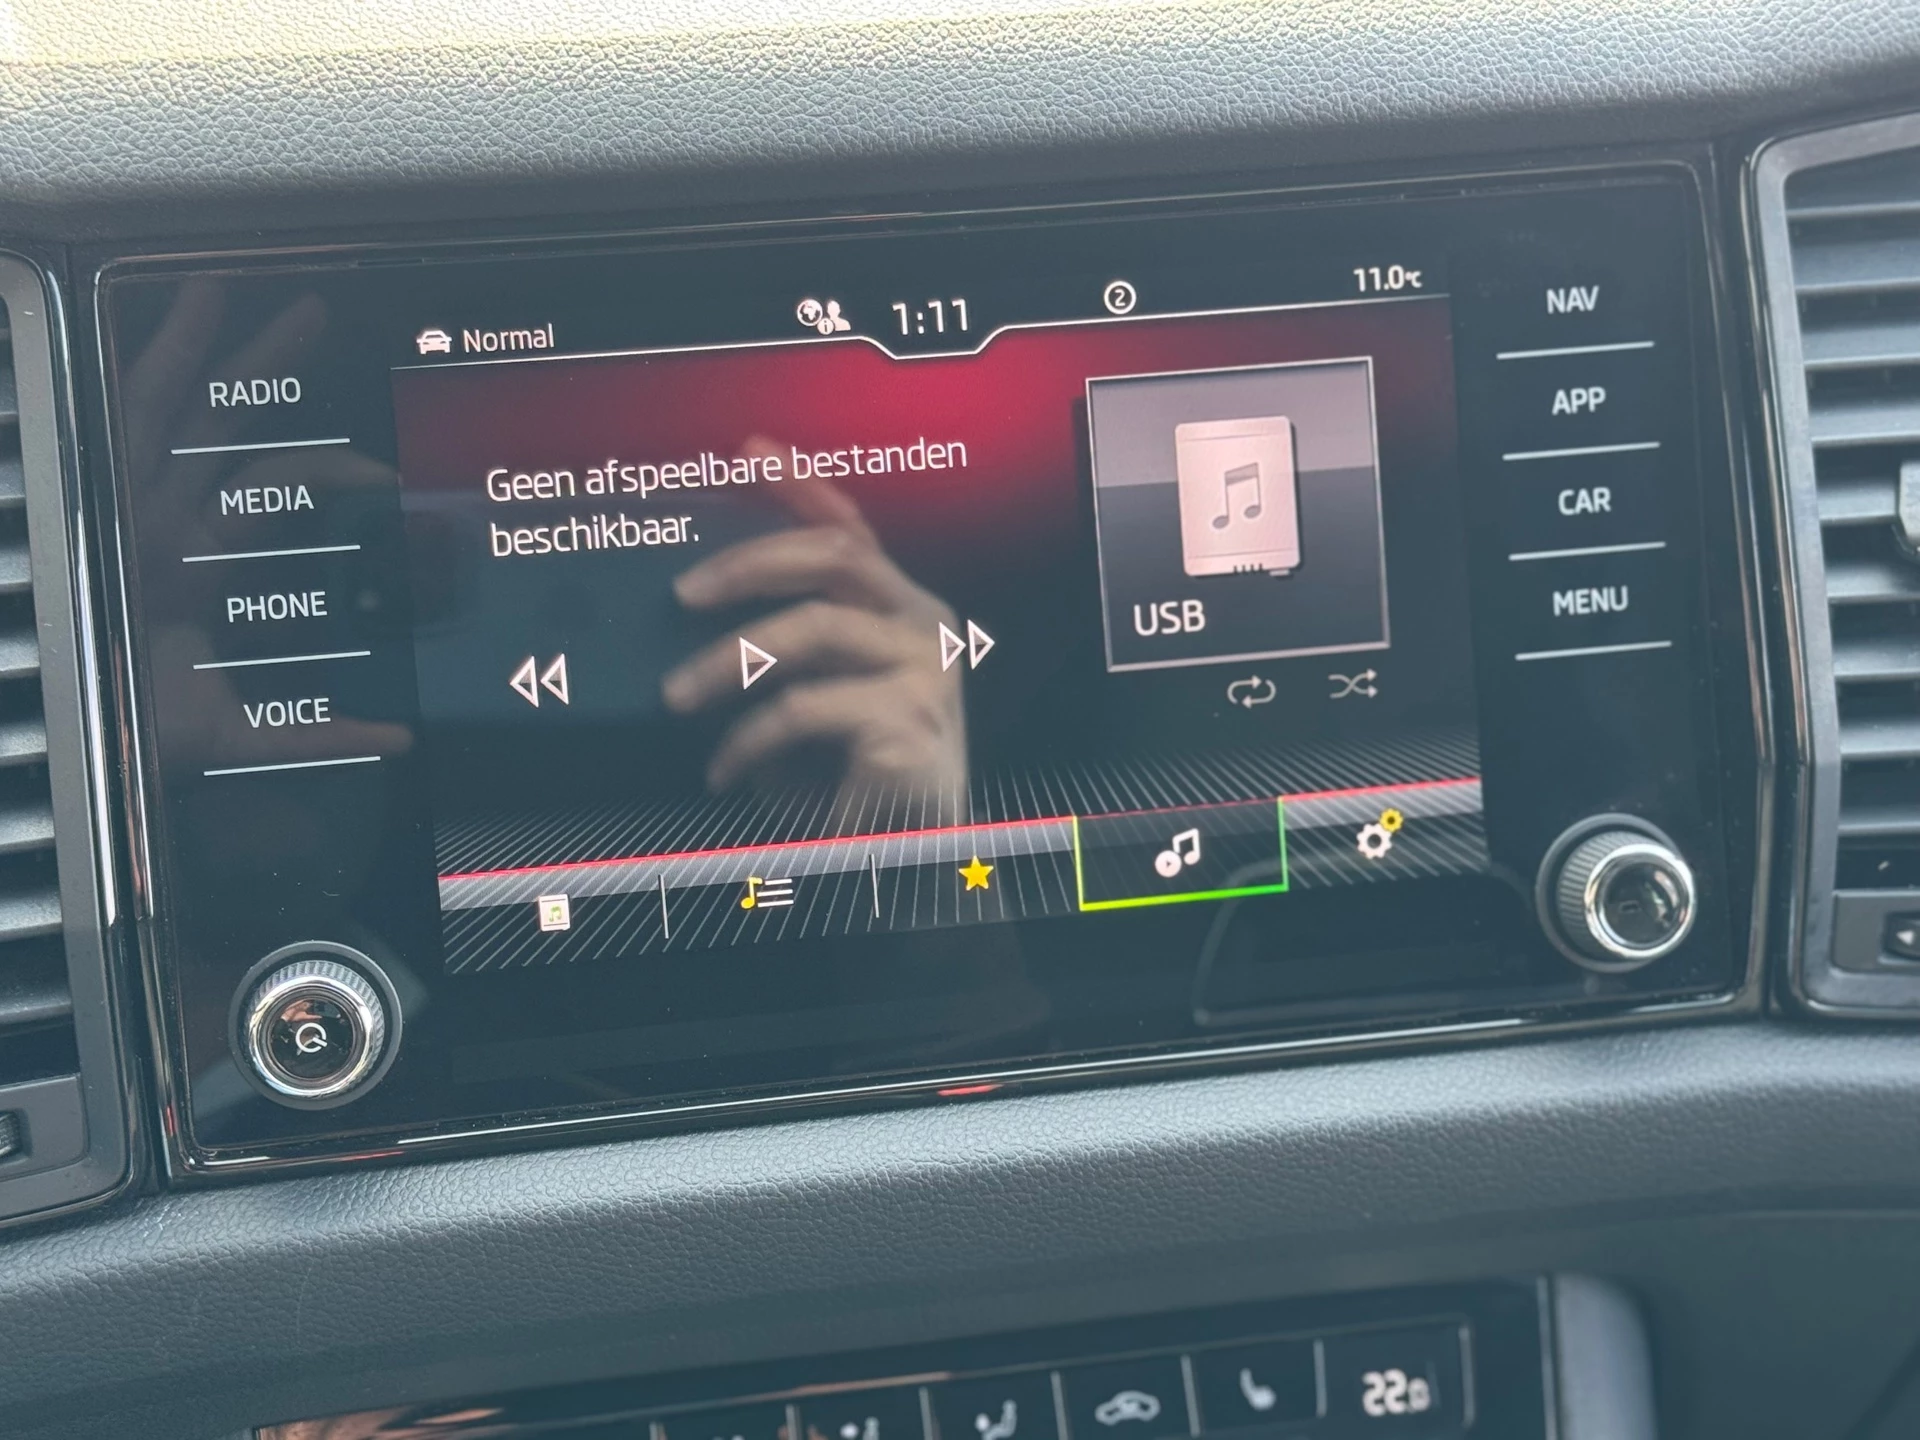 Normal
1:11
2
11.0°C
RADIO
MEDIA
PHONE
VOICE
Geen afspeelbare bestanden
beschikbaar.
USB
NAV
APP
CAR
MENU
22.0